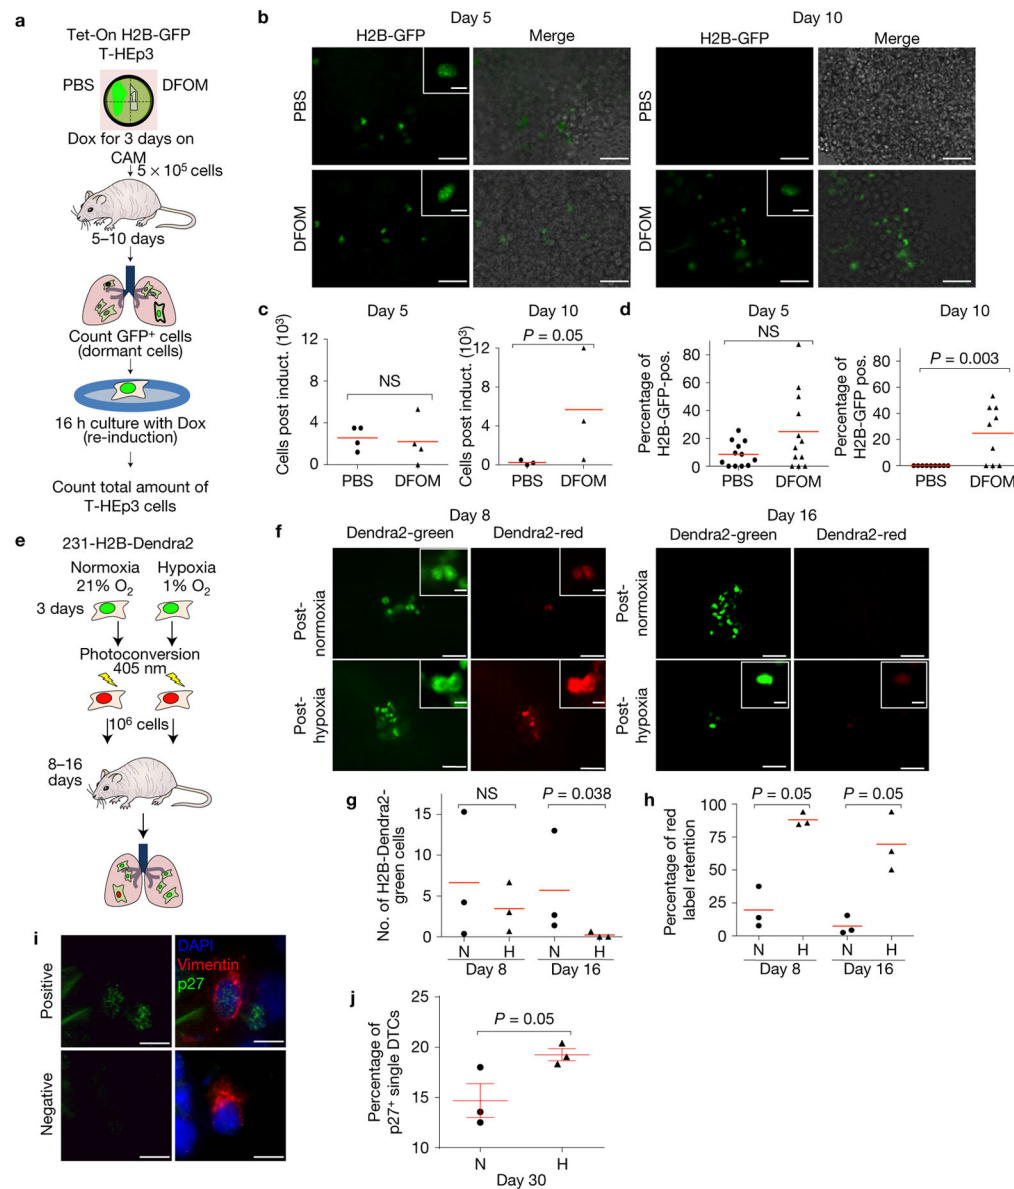 a
Tet-On H2B-GFP
T-HEp3
PBS
DFOM
Dox for 3 days on
CAM
5 × 10⁵ cells
5–10 days
Count GFP⁺ cells
(dormant cells)
16 h culture with Dox
(re-induction)
Count total amount of
T-HEp3 cells
b
Day 5
Day 10
H2B-GFP
Merge
H2B-GFP
Merge
PBS
PBS
DFOM
DFOM
c
Day 5
Day 10
Cells post induct. (10³)
12
9
6
3
0
NS
PBS
DFOM
Cells post induct. (10³)
12
8
4
0
P = 0.05
PBS
DFOM
d
Day 5
Day 10
Percentage of
H2B-GFP-pos.
80
60
40
20
0
NS
PBS
DFOM
Percentage of
H2B-GFP pos.
80
60
40
20
0
P = 0.003
PBS
DFOM
e
231-H2B-Dendra2
Normoxia
21% O₂
Hypoxia
1% O₂
3 days
Photoconversion
405 nm
10⁶ cells
8–16
days
f
Day 8
Day 16
Dendra2-green
Dendra2-red
Dendra2-green
Dendra2-red
Post-
normoxia
Post-
normoxia
Post-
hypoxia
Post-
hypoxia
g
No. of H2B-Dendra2-
green cells
15
10
5
0
NS
P = 0.038
N
H
N
H
Day 8
Day 16
h
Percentage of red
label retention
100
75
50
25
0
P = 0.05
P = 0.05
N
H
N
H
Day 8
Day 16
i
Positive
Negative
DAPI
Vimentin
p27
j
Percentage of
p27⁺ single DTCs
25
20
15
10
P = 0.05
N
H
Day 30